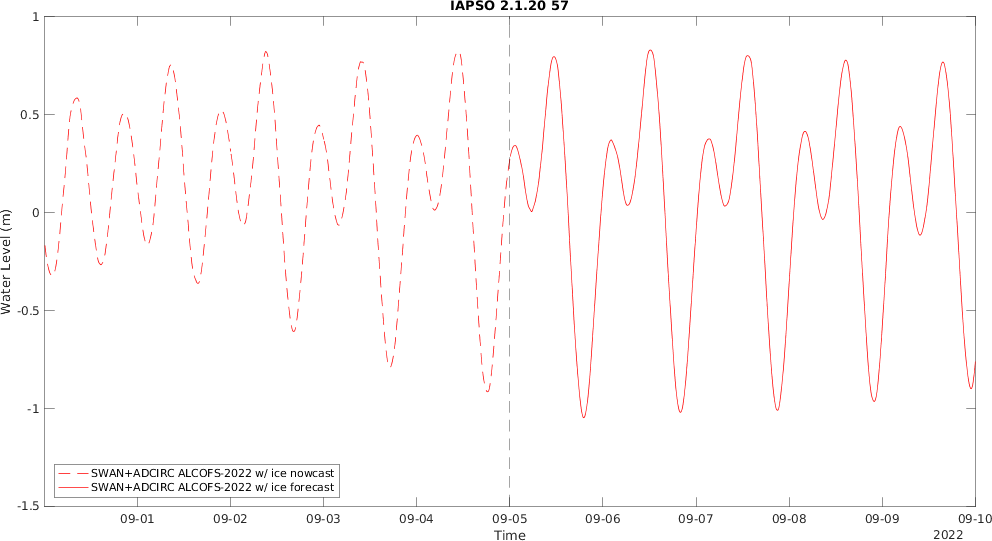 IAPSO 2.1.20 57
1
0.5
0
-0.5
-1
-1.5
Water Level (m)
SWAN+ADCIRC ALCOFS-2022 w/ ice nowcast
SWAN+ADCIRC ALCOFS-2022 w/ ice forecast
09-01 09-02 09-03 09-04 09-05 09-06 09-07 09-08 09-09 09-10
Time
2022